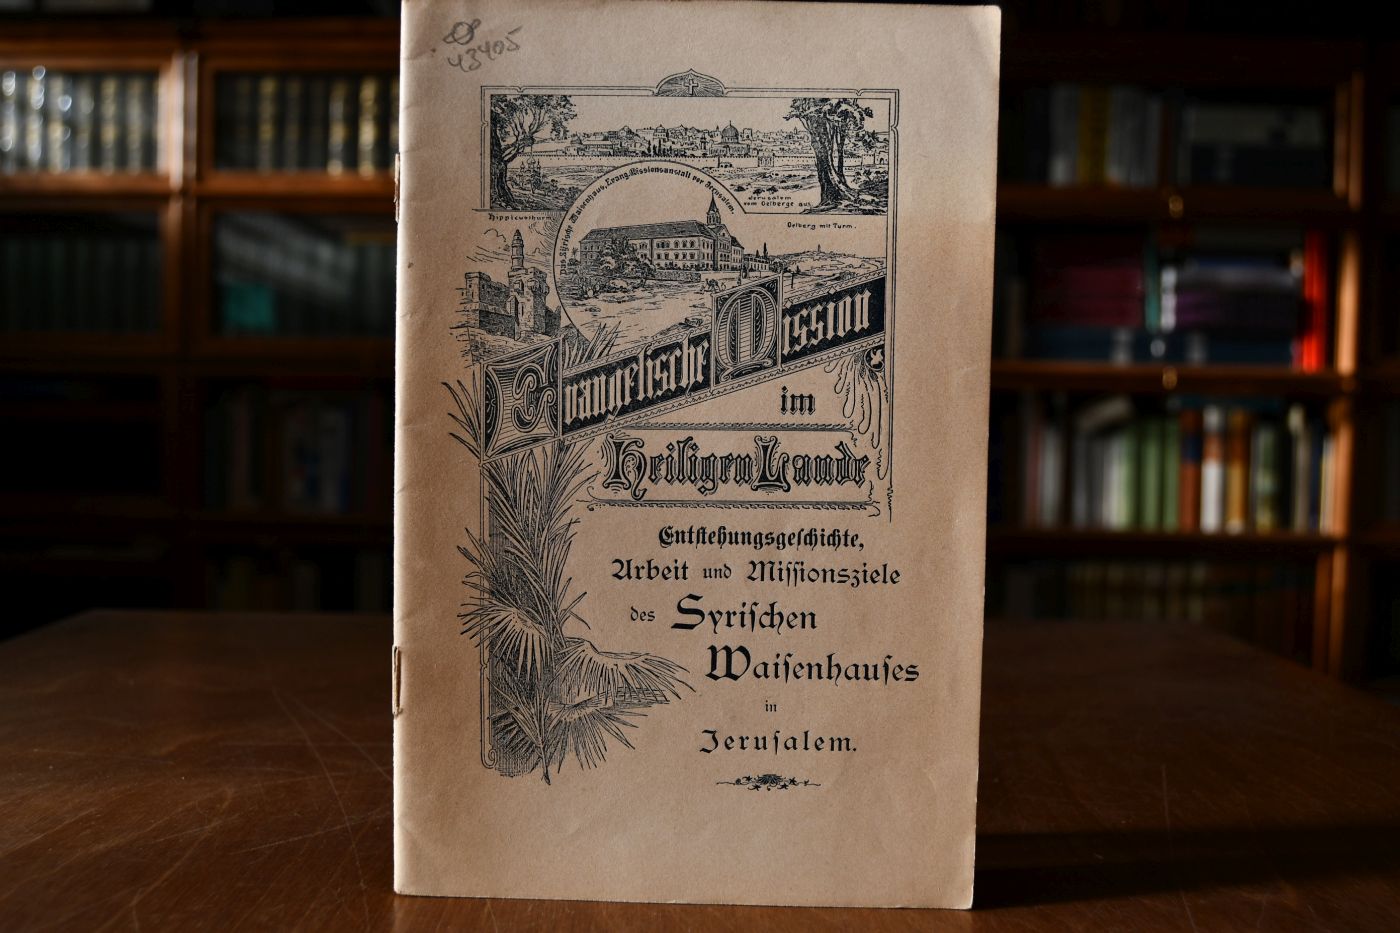 43405
Jerusalem
vom Oelberge aus
Hippicusthurm
Das Syrische Waisenhaus, Evang. Missionsanstalt vor Jerusalem.
Oelberg mit Turm.
Evangelische Mission
im
Heiligen Lande
Entſtehungsgeſchichte,
Arbeit und Miſſionsziele
des Syriſchen
Waiſenhauſes
in
Jeruſalem.